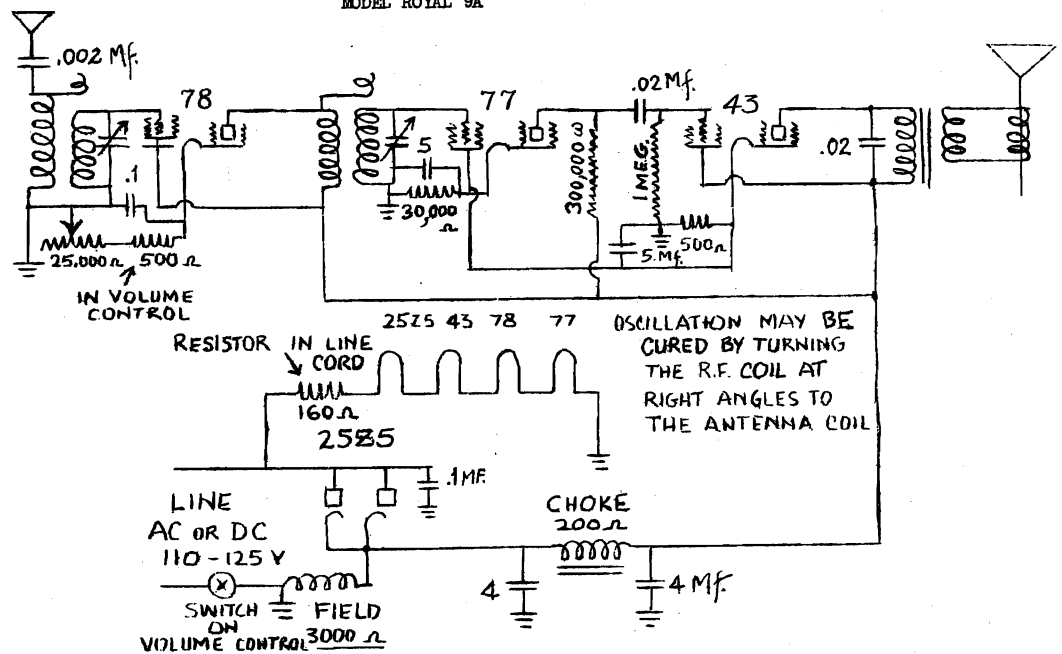 MODEL ROYAL 9A
.002 Mf.
78
77
.02 Mf.
43
.1
.5
30,000
Ω
300,000 ω
1 MEG.
.02
25,000 Ω
500 Ω
5. Mf.
500 Ω
IN VOLUME
CONTROL
25Z5 43 78 77
RESISTOR IN LINE
CORD
160 Ω
OSCILLATION MAY BE
CURED BY TURNING
THE R.F. COIL AT
RIGHT ANGLES TO
THE ANTENNA COIL
25Z5
.1 MF.
LINE
AC OR DC
110-125 V
CHOKE
200 Ω
4
4 Mf.
SWITCH
ON
VOLUME CONTROL
FIELD
3000 Ω